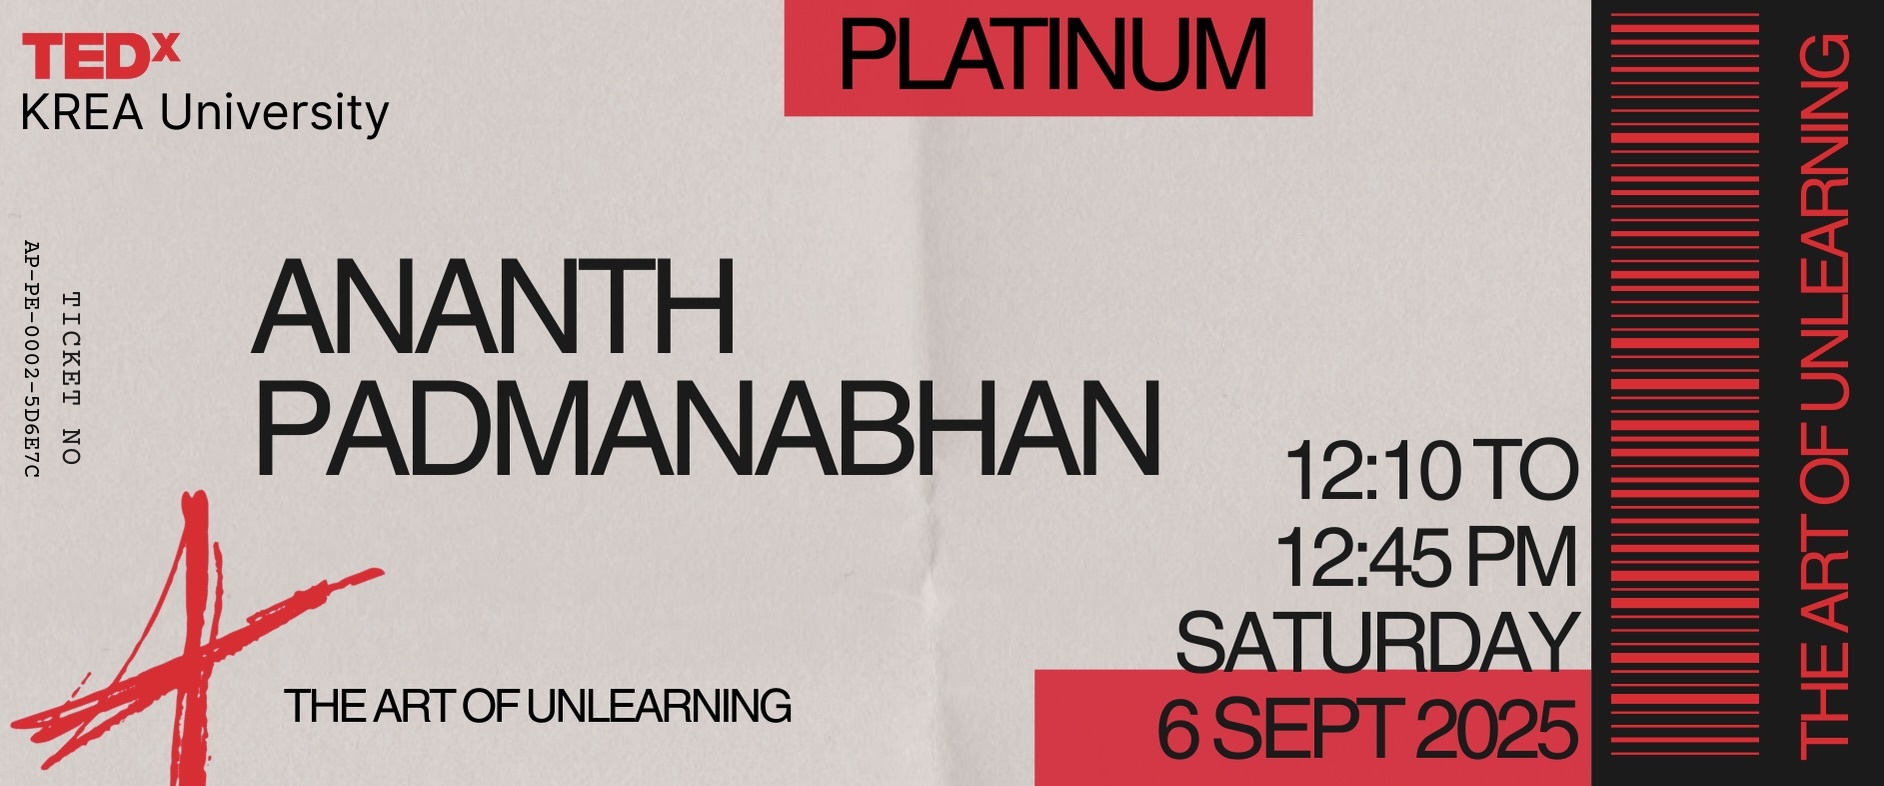 TEDx
KREA University
PLATINUM
TICKET NO
AP-PE-0002-5D6E7C
ANANTH
PADMANABHAN
12:10 TO
12:45 PM
SATURDAY
6 SEPT 2025
THE ART OF UNLEARNING
THE ART OF UNLEARNING